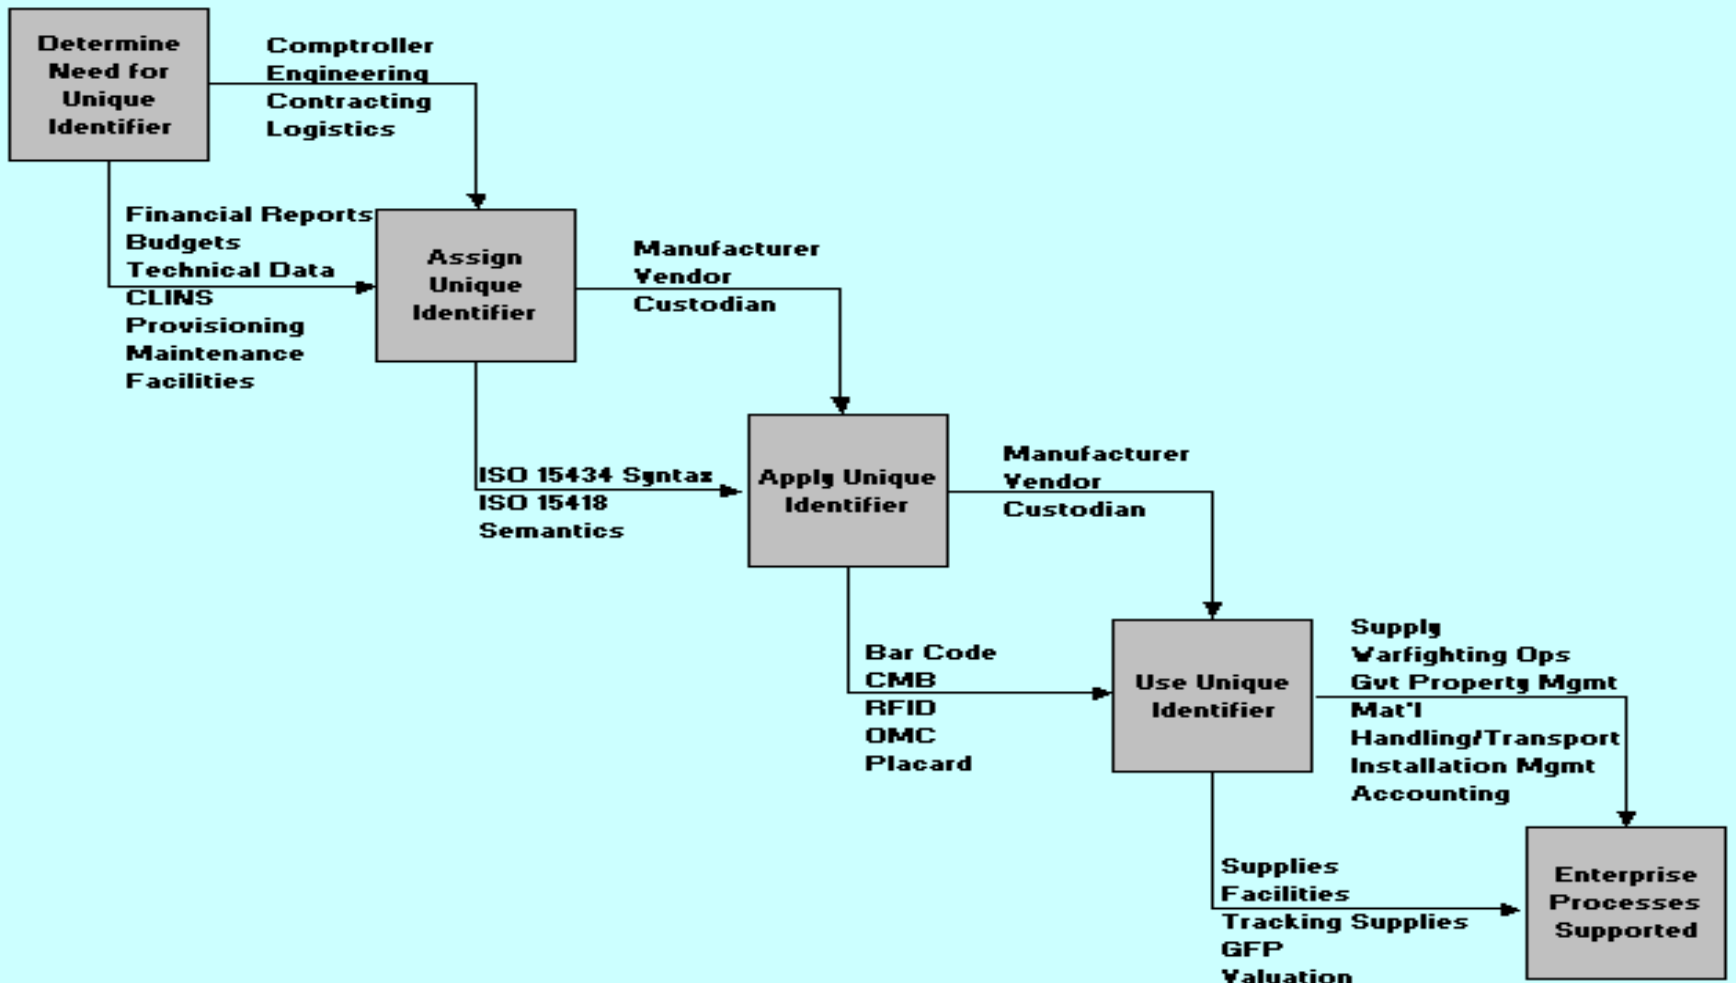 Determine
Need for
Unique
Identifier
Comptroller
Engineering
Contracting
Logistics
Financial Reports
Budgets
Technical Data
CLINS
Provisioning
Maintenance
Facilities
Assign
Unique
Identifier
Manufacturer
Vendor
Custodian
ISO 15434 Syntax
ISO 15418
Semantics
Apply Unique
Identifier
Manufacturer
Vendor
Custodian
Bar Code
CMB
RFID
OMC
Placard
Use Unique
Identifier
Supply
Warfighting Ops
Gvt Property Mgmt
Mat'l
Handling/Transport
Installation Mgmt
Accounting
Supplies
Facilities
Tracking Supplies
GFP
Valuation
Enterprise
Processes
Supported